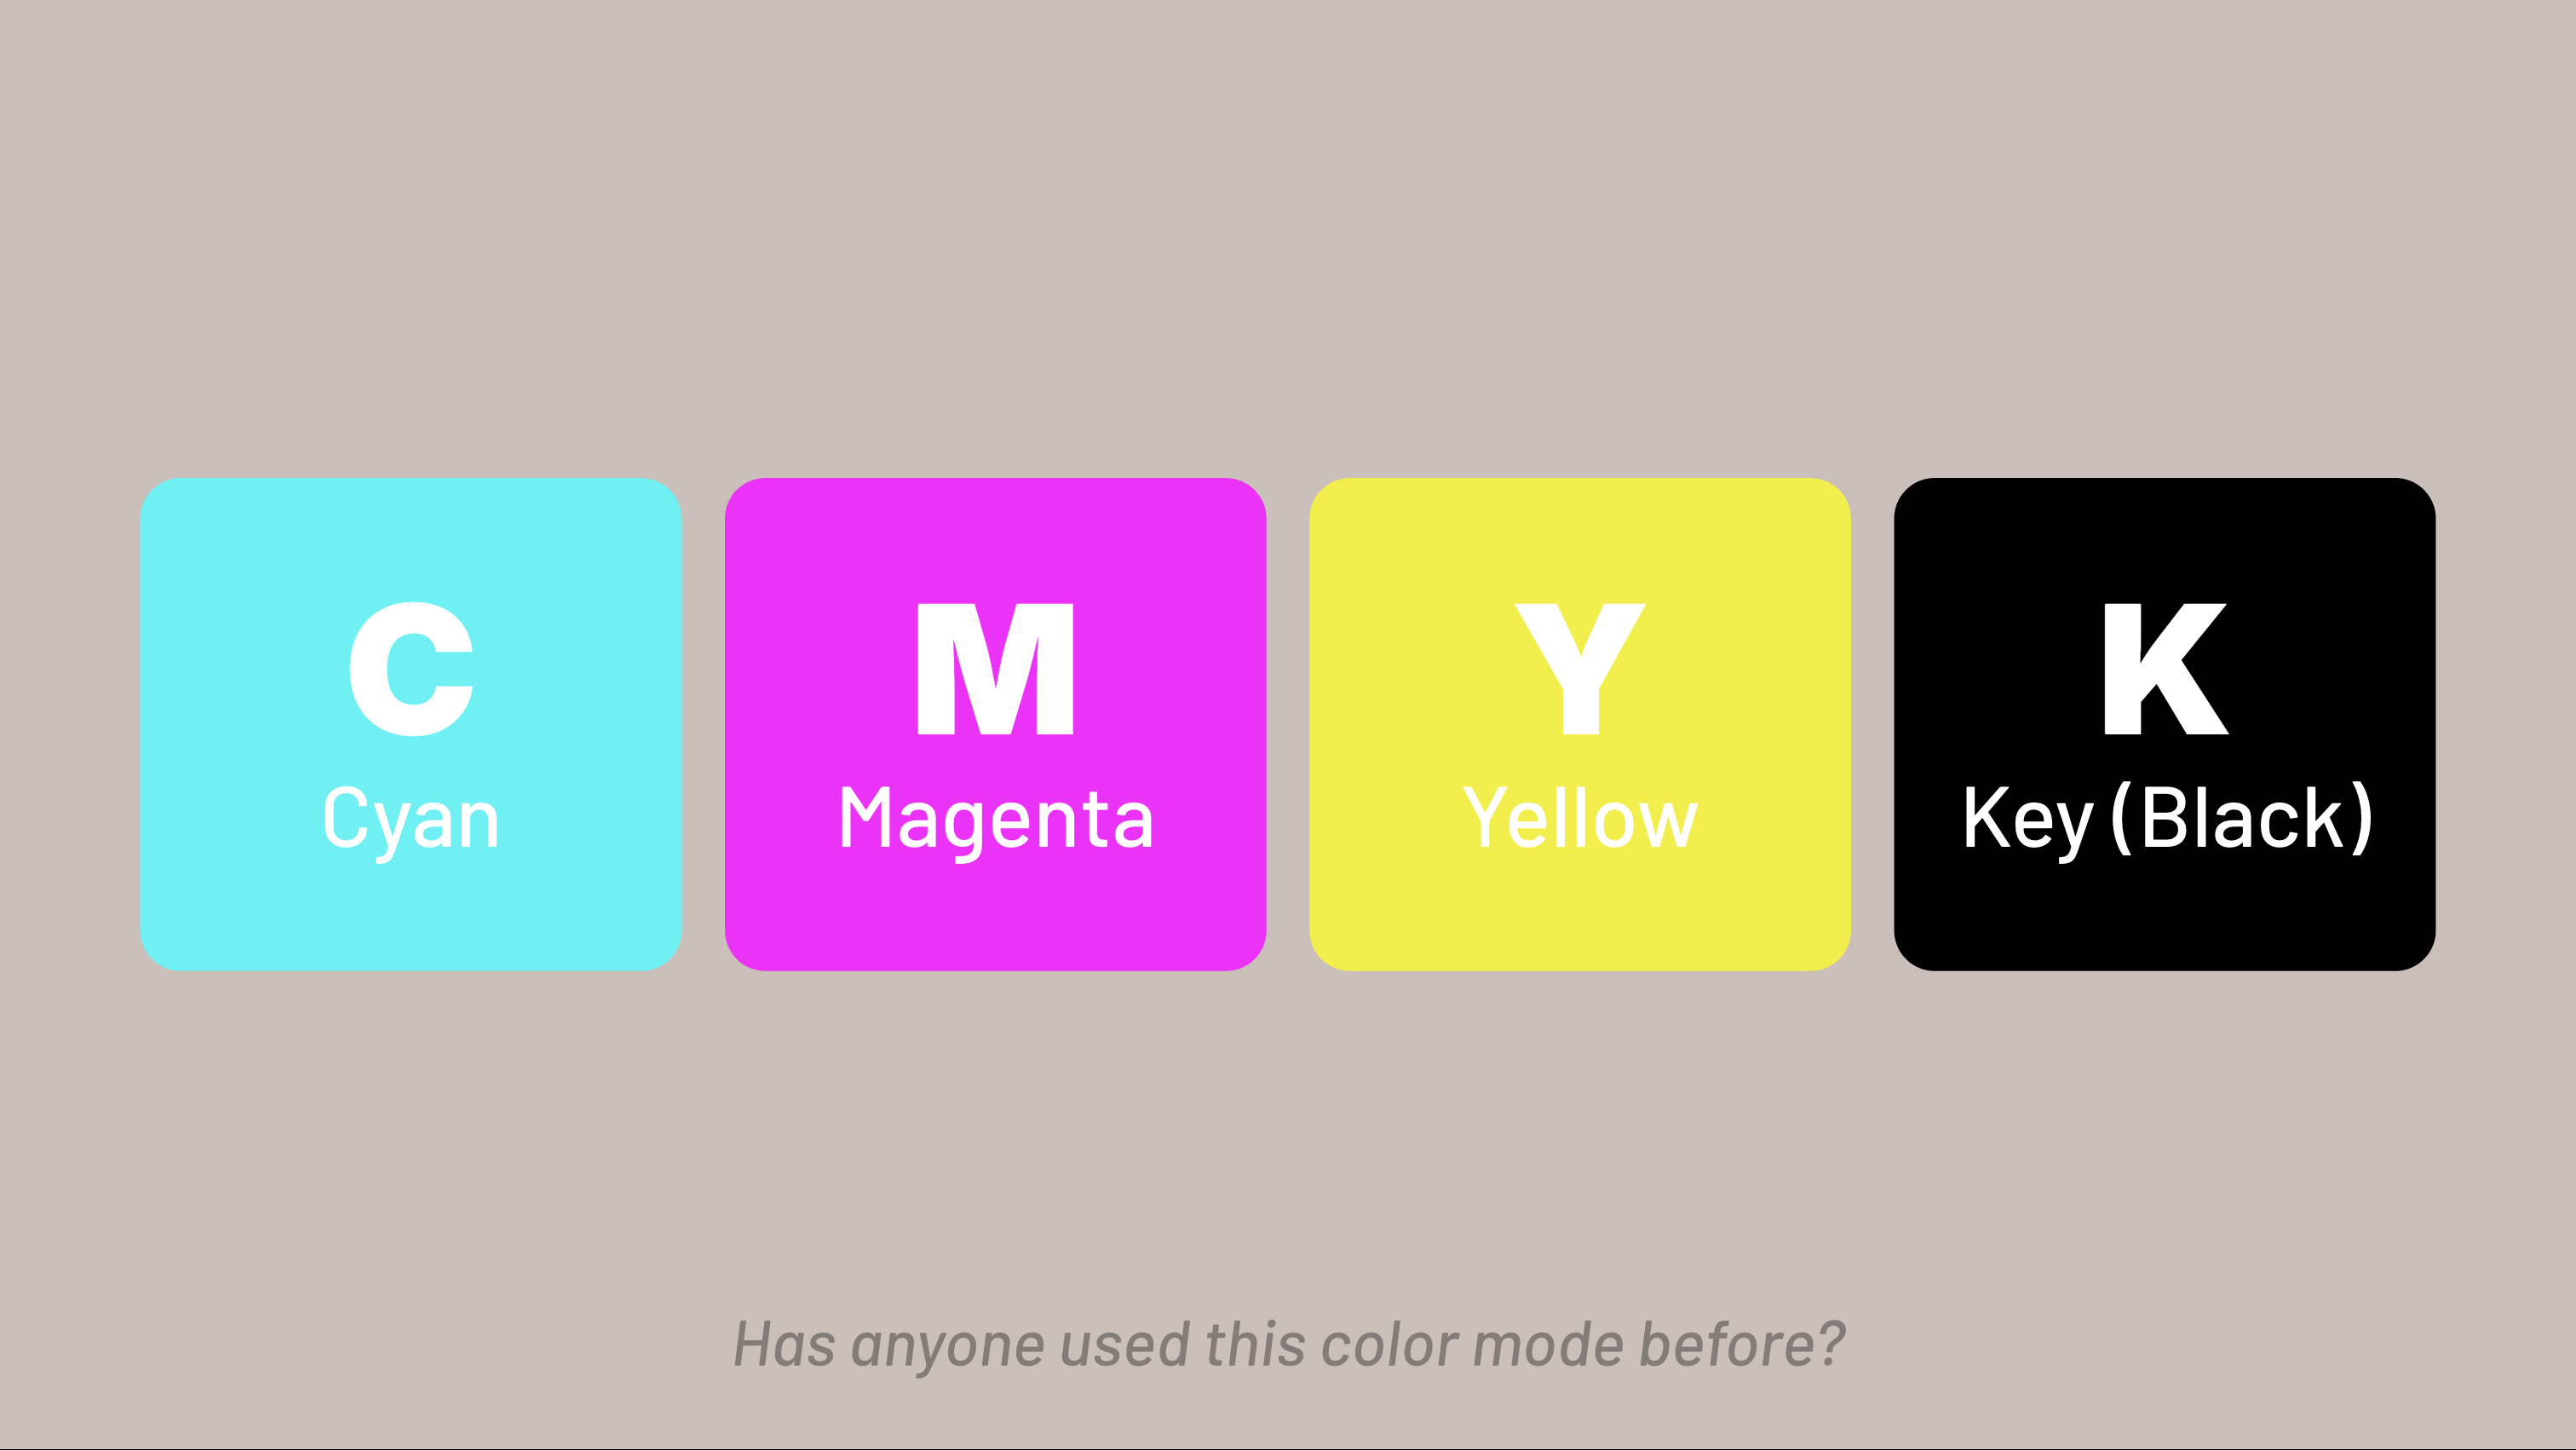 C M Y K
Cyan Magenta Yellow Key (Black)
Has anyone used this color mode before?